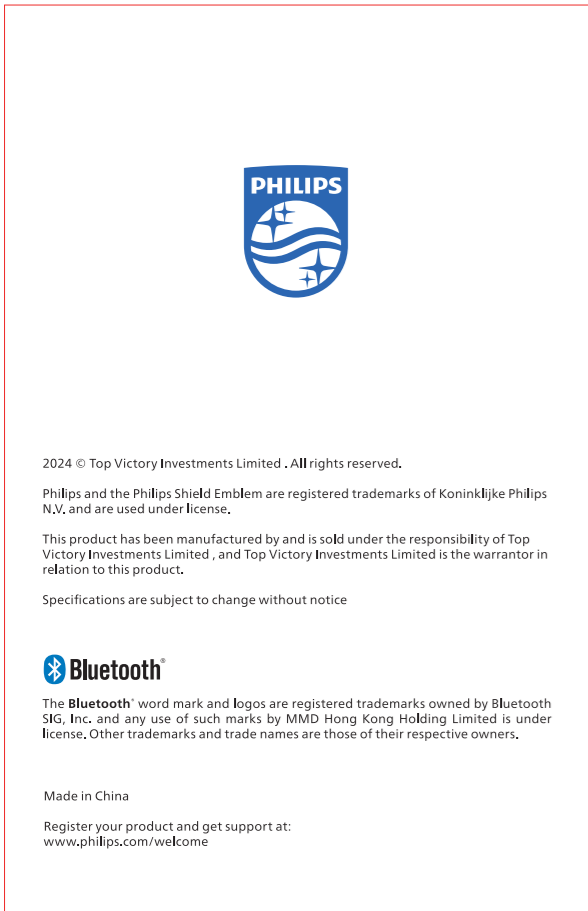 PHILIPS
2024 © Top Victory Investments Limited . All rights reserved.
Philips and the Philips Shield Emblem are registered trademarks of Koninklijke Philips
N.V. and are used under license.
This product has been manufactured by and is sold under the responsibility of Top
Victory Investments Limited , and Top Victory Investments Limited is the warrantor in
relation to this product.
Specifications are subject to change without notice
Bluetooth®
The Bluetooth® word mark and logos are registered trademarks owned by Bluetooth
SIG, Inc. and any use of such marks by MMD Hong Kong Holding Limited is under
license. Other trademarks and trade names are those of their respective owners.
Made in China
Register your product and get support at:
www.philips.com/welcome